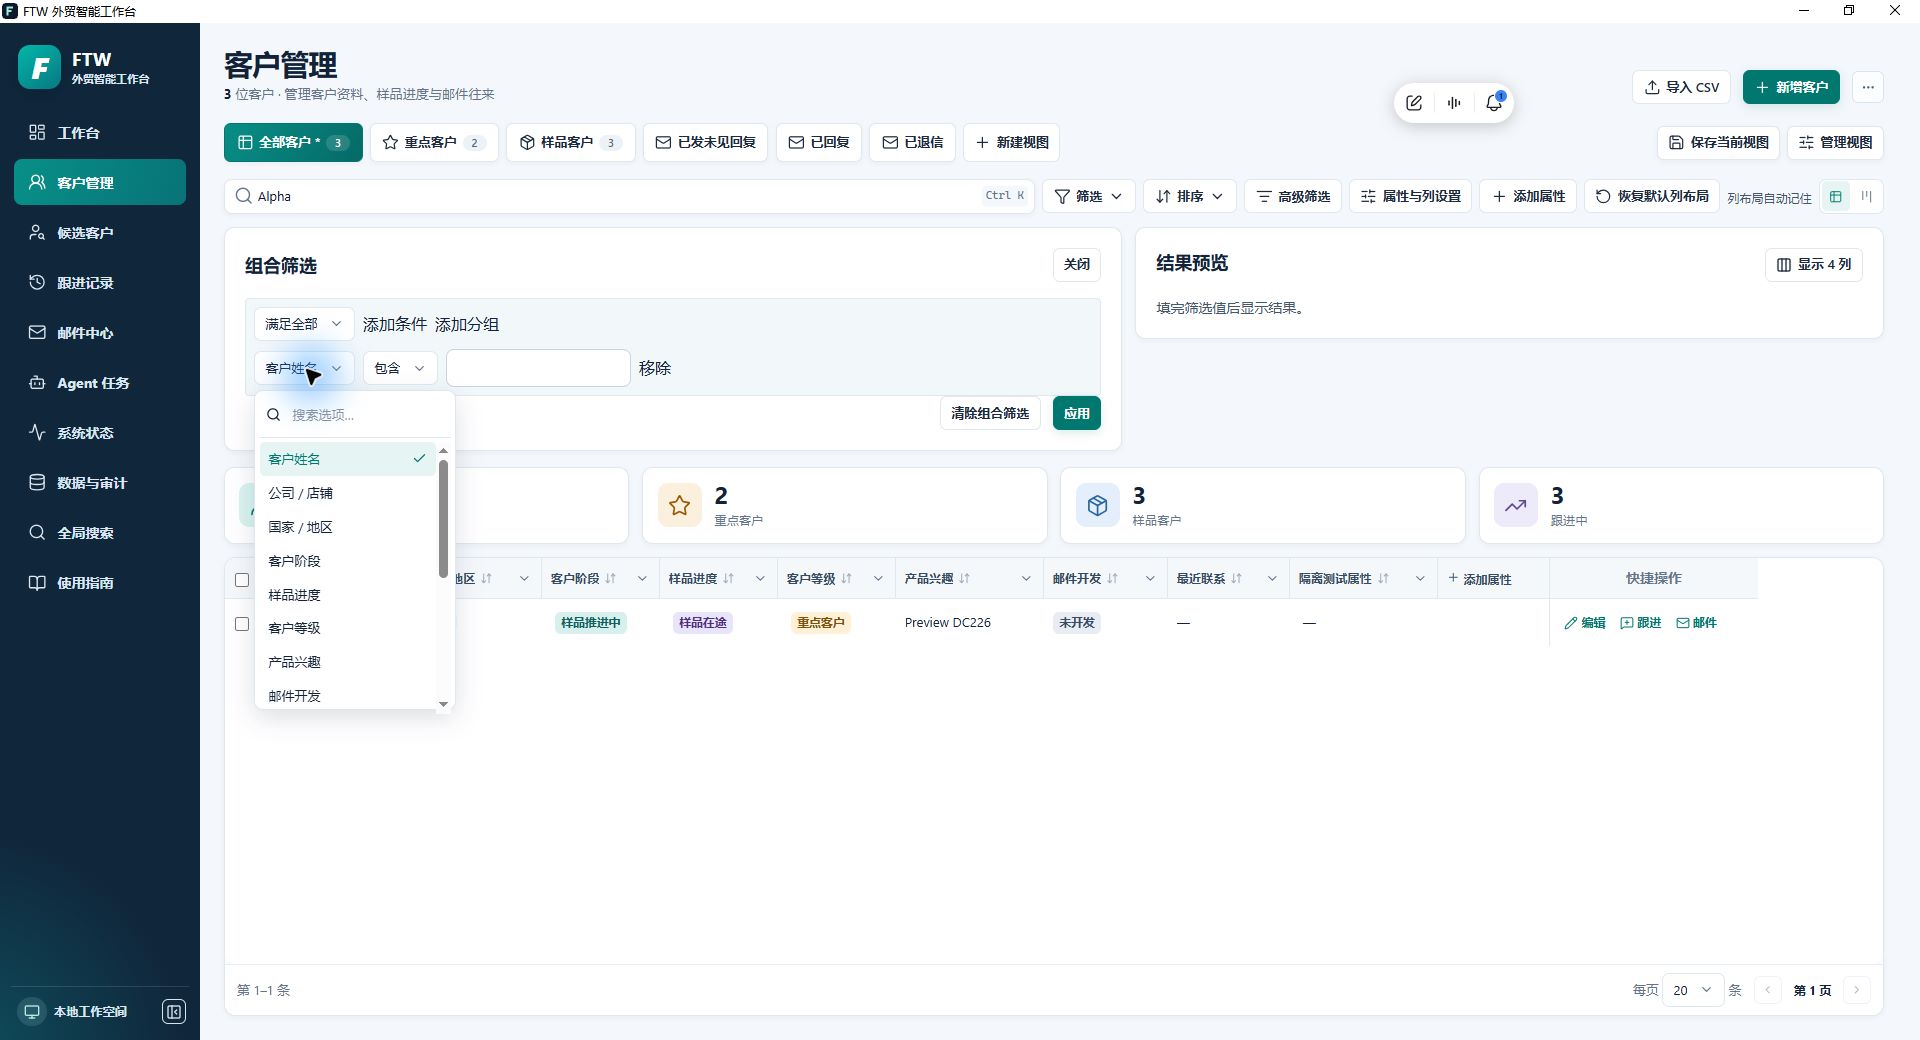 FTW 外贸智能工作台
FTW
外贸智能工作台
工作台
客户管理
候选客户
跟进记录
邮件中心
Agent 任务
系统状态
数据与审计
全局搜索
使用指南
本地工作空间
客户管理
3 位客户 · 管理客户资料、样品进度与邮件往来
1
导入 CSV
新增客户
全部客户 * 3
重点客户 2
样品客户 3
已发未见回复
已回复
已退信
新建视图
保存当前视图
管理视图
Alpha
Ctrl K
筛选
排序
高级筛选
属性与列设置
添加属性
恢复默认列布局
列布局自动记住
组合筛选
关闭
满足全部
添加条件 添加分组
客户姓名
包含
移除
清除组合筛选
应用
搜索选项...
客户姓名
公司 / 店铺
国家 / 地区
客户阶段
样品进度
客户等级
产品兴趣
邮件开发
结果预览
显示 4 列
填完筛选值后显示结果。
2
重点客户
3
样品客户
3
跟进中
地区
客户阶段
样品进度
客户等级
产品兴趣
邮件开发
最近联系
隔离测试属性
+ 添加属性
快捷操作
样品推进中
样品在途
重点客户
Preview DC226
未开发
—
—
编辑
跟进
邮件
第 1–1 条
每页 20 条
第 1 页